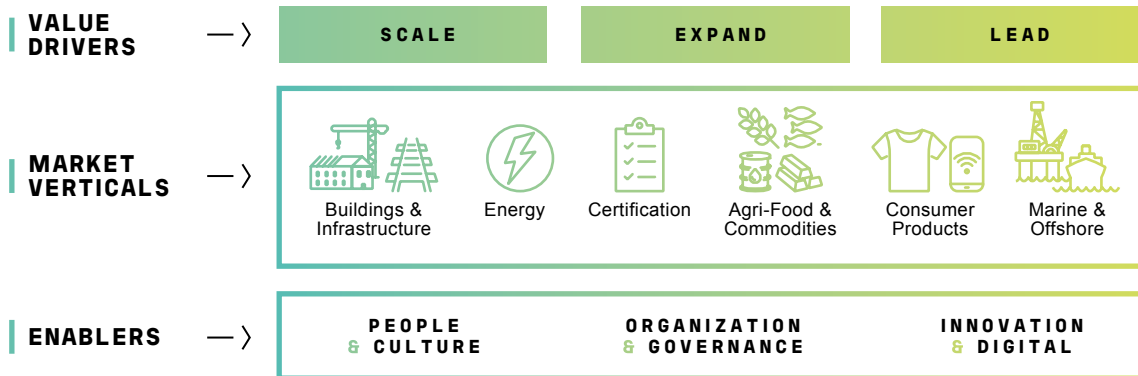 VALUE
DRIVERS
SCALE
EXPAND
LEAD
MARKET
VERTICALS
Buildings &
Infrastructure
Energy
Certification
Agri-Food &
Commodities
Consumer
Products
Marine &
Offshore
ENABLERS
PEOPLE
& CULTURE
ORGANIZATION
& GOVERNANCE
INNOVATION
& DIGITAL